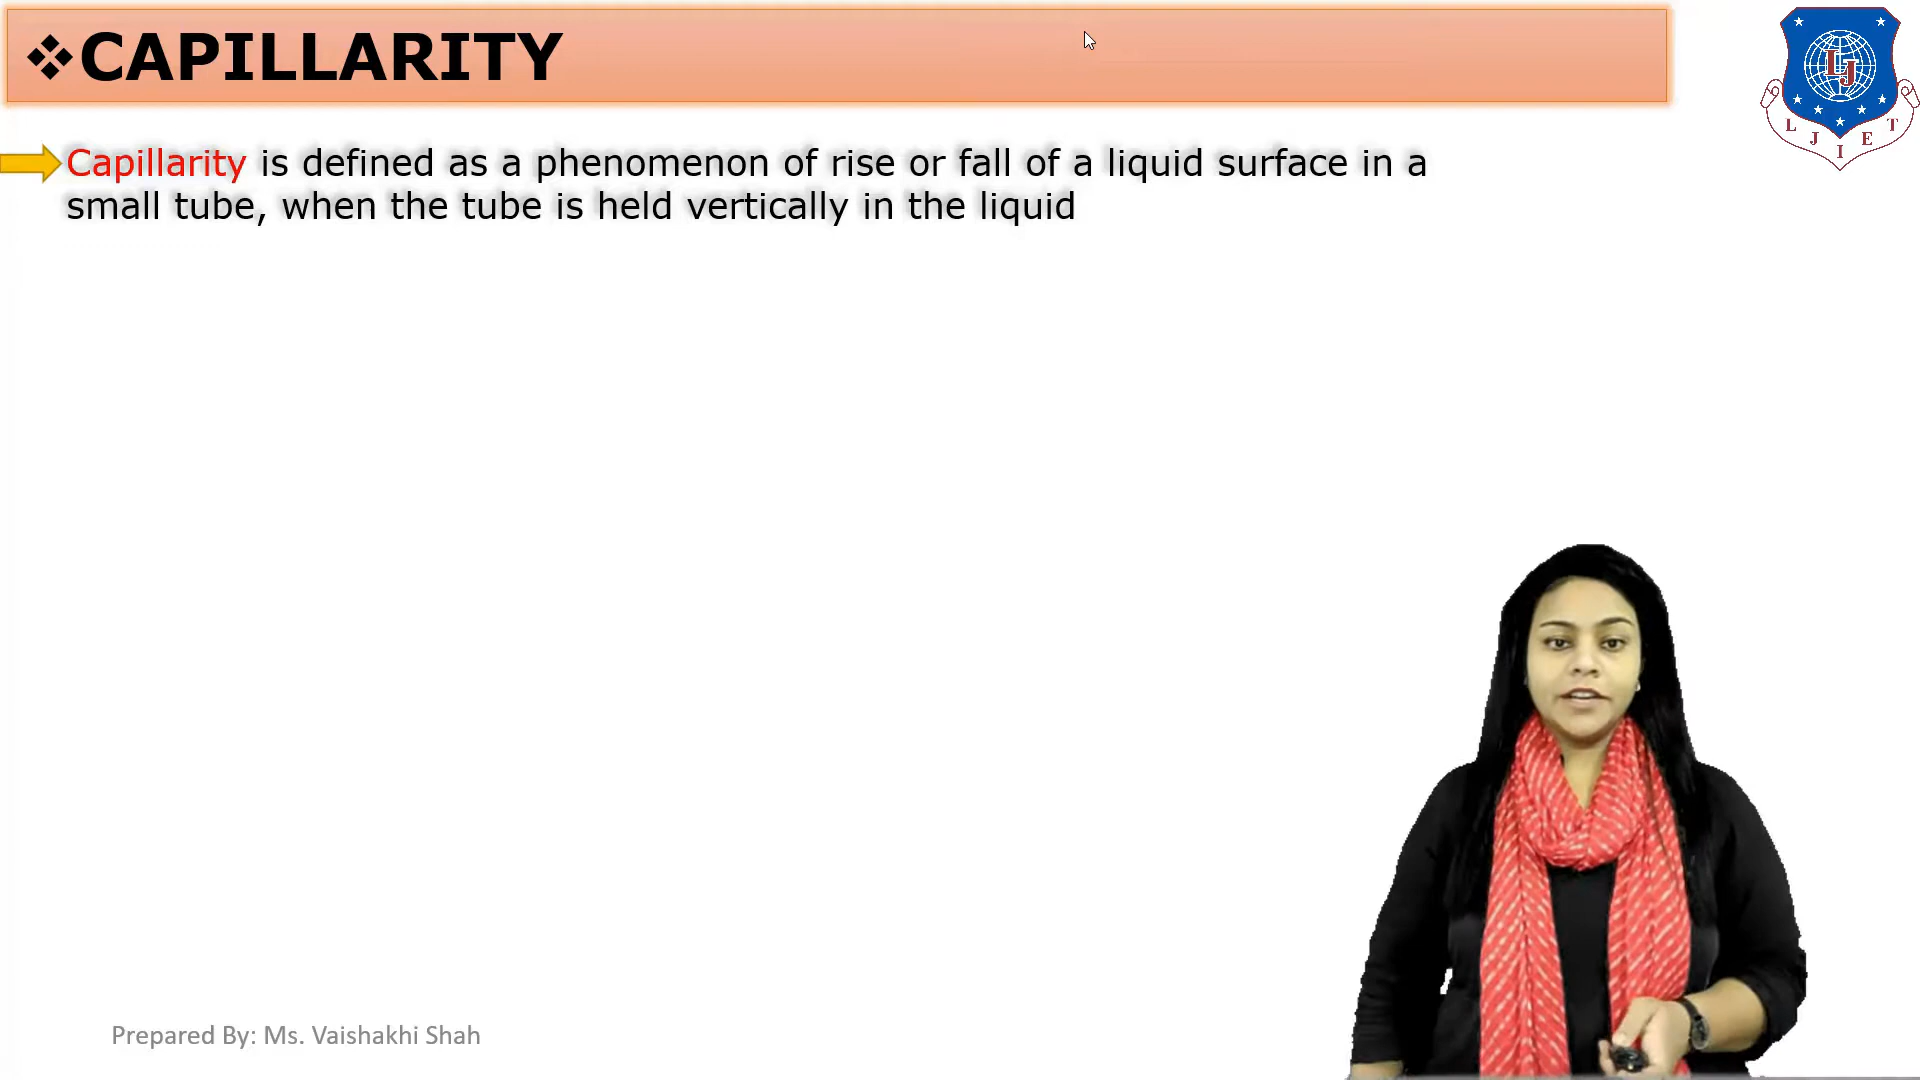 ❖CAPILLARITY
Capillarity is defined as a phenomenon of rise or fall of a liquid surface in a
small tube, when the tube is held vertically in the liquid
LJ
L J I E T
Prepared By: Ms. Vaishakhi Shah